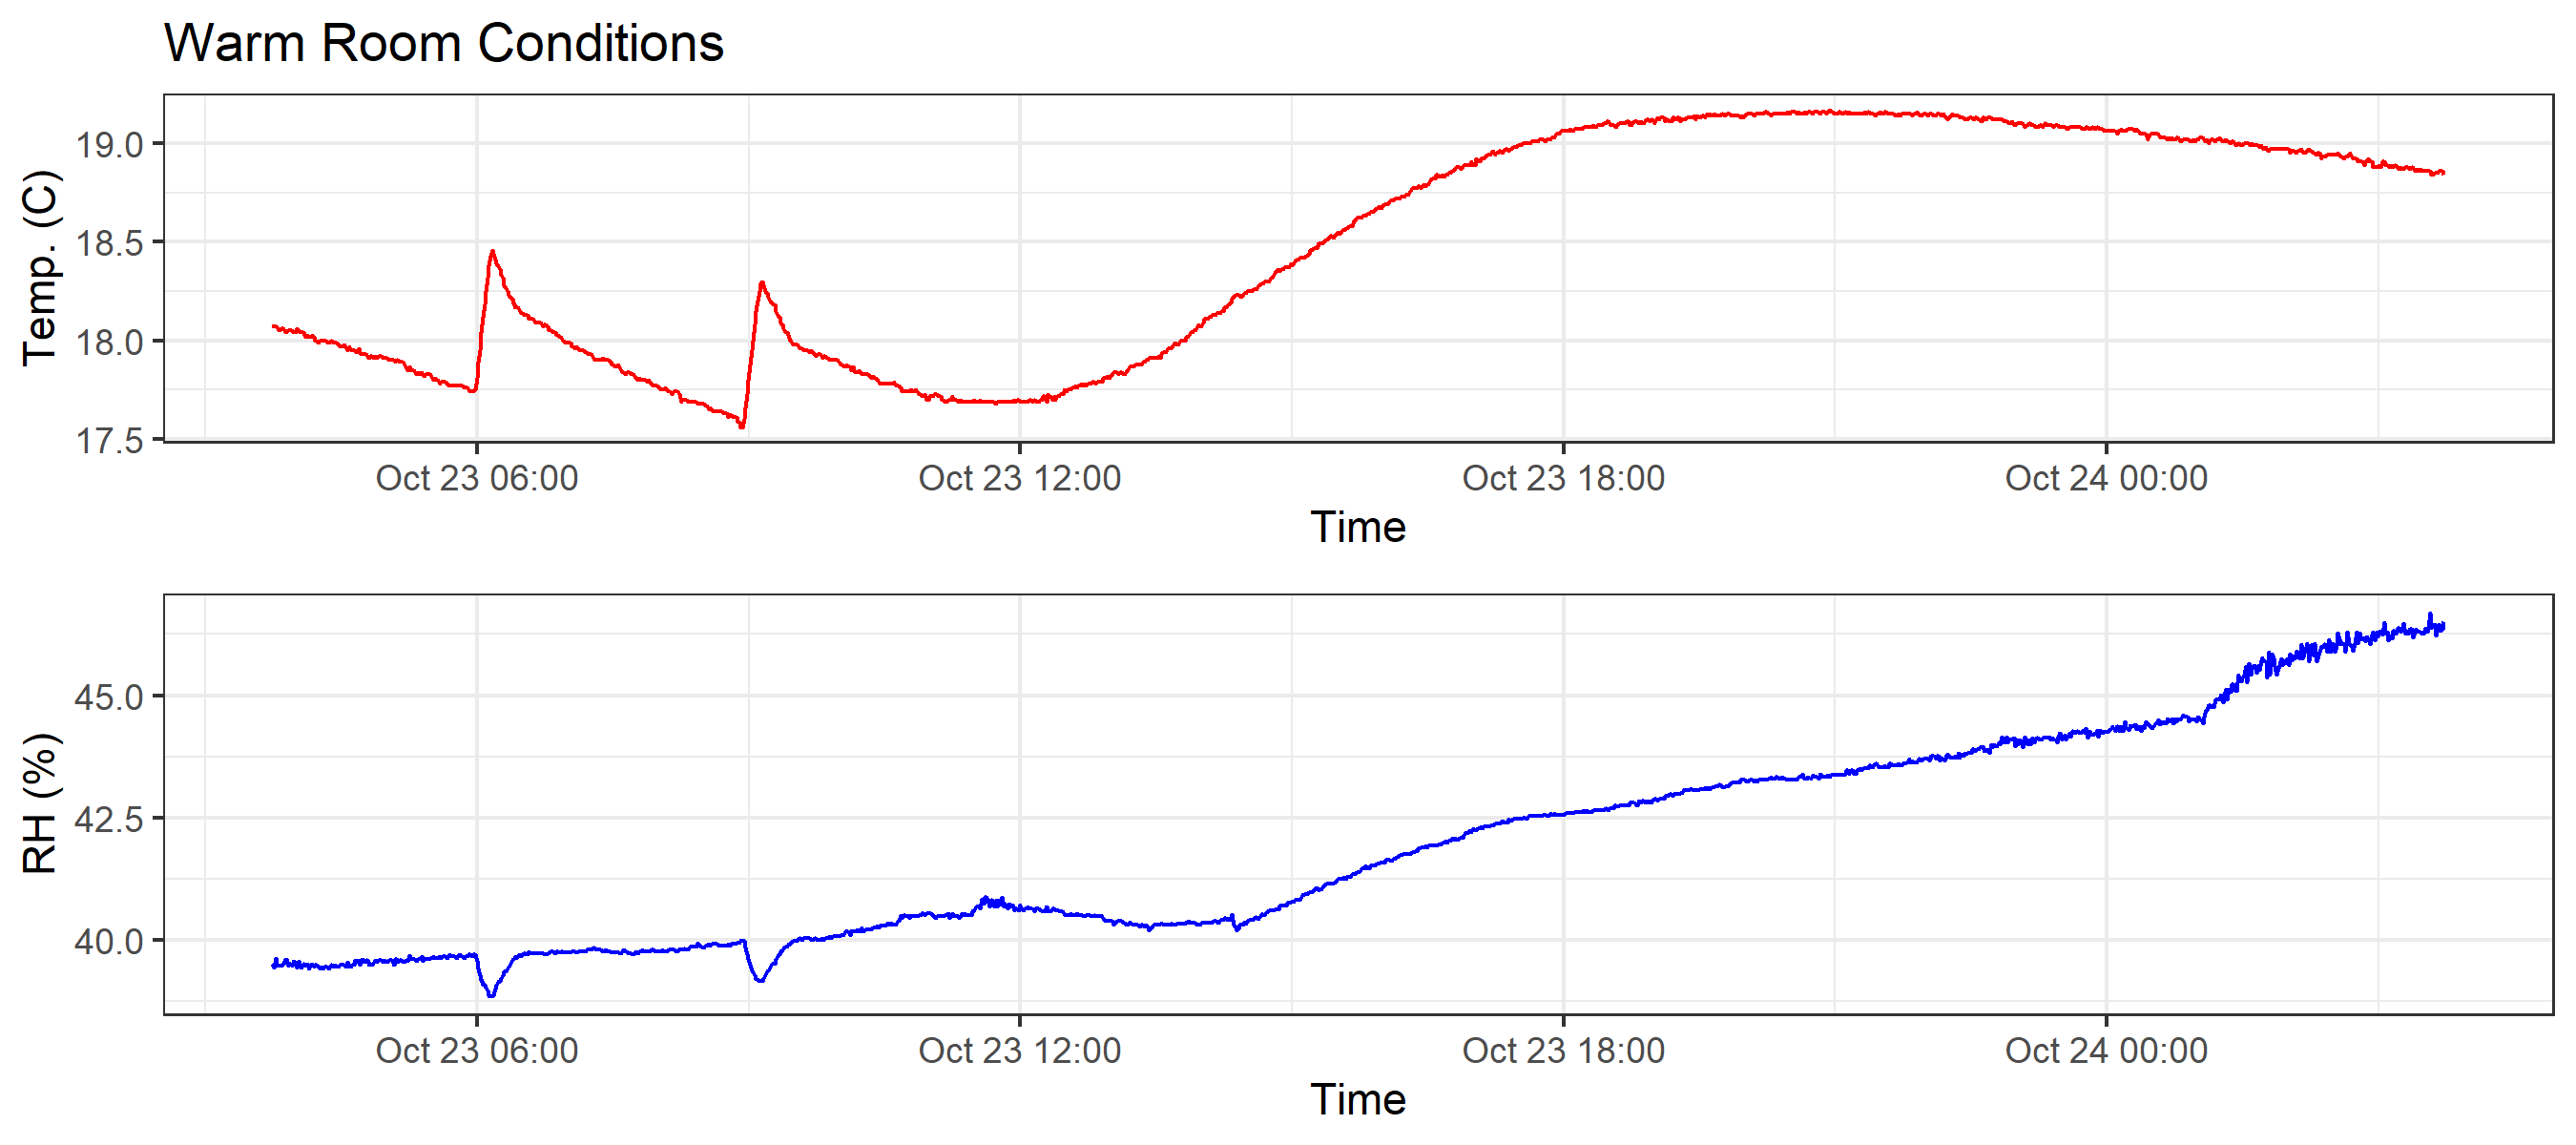 Warm Room Conditions
Temp. (C)
19.0
18.5
18.0
17.5
Oct 23 06:00 Oct 23 12:00 Oct 23 18:00 Oct 24 00:00
Time
RH (%)
45.0
42.5
40.0
Oct 23 06:00 Oct 23 12:00 Oct 23 18:00 Oct 24 00:00
Time